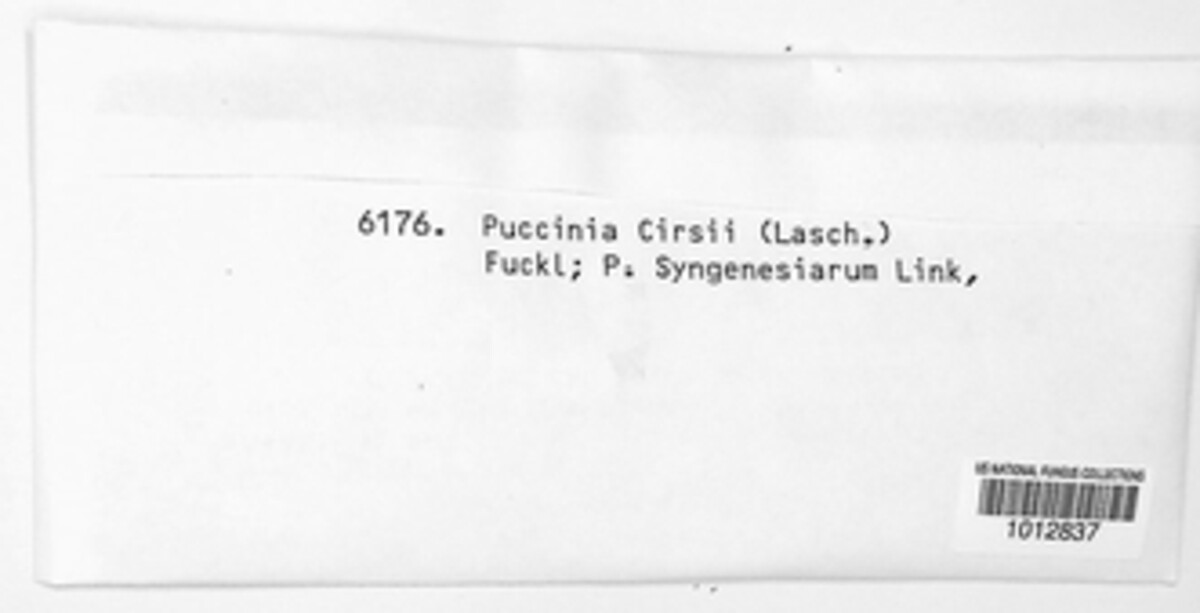 6176. Puccinia Cirsii (Lasch.)
Fuckl; P. Syngenesiarum Link,
US NATIONAL FUNGUS COLLECTIONS
1012837